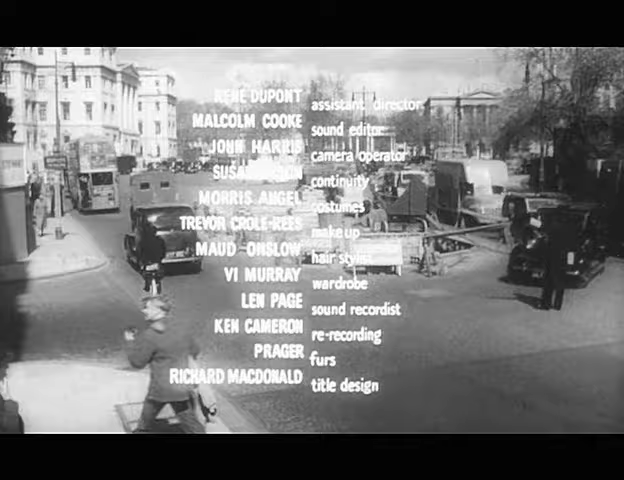 RENE DUPONT assistant director
MALCOLM COOKE sound editor
JOHN HARRIS camera operator
continuity
MORRIS ANGEL costumes
TREVOR CROLE-REES make up
MAUD ONSLOW hair stylist
VI MURRAY wardrobe
LEN PAGE sound recordist
KEN CAMERON re-recording
PRAGER furs
RICHARD MACDONALD title design